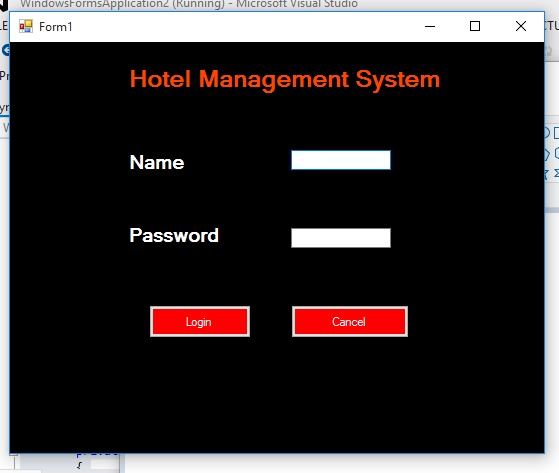 WindowsFormsApplication2 (Running) - Microsoft Visual Studio
Form1
Hotel Management System
Name
Password
Login
Cancel
{